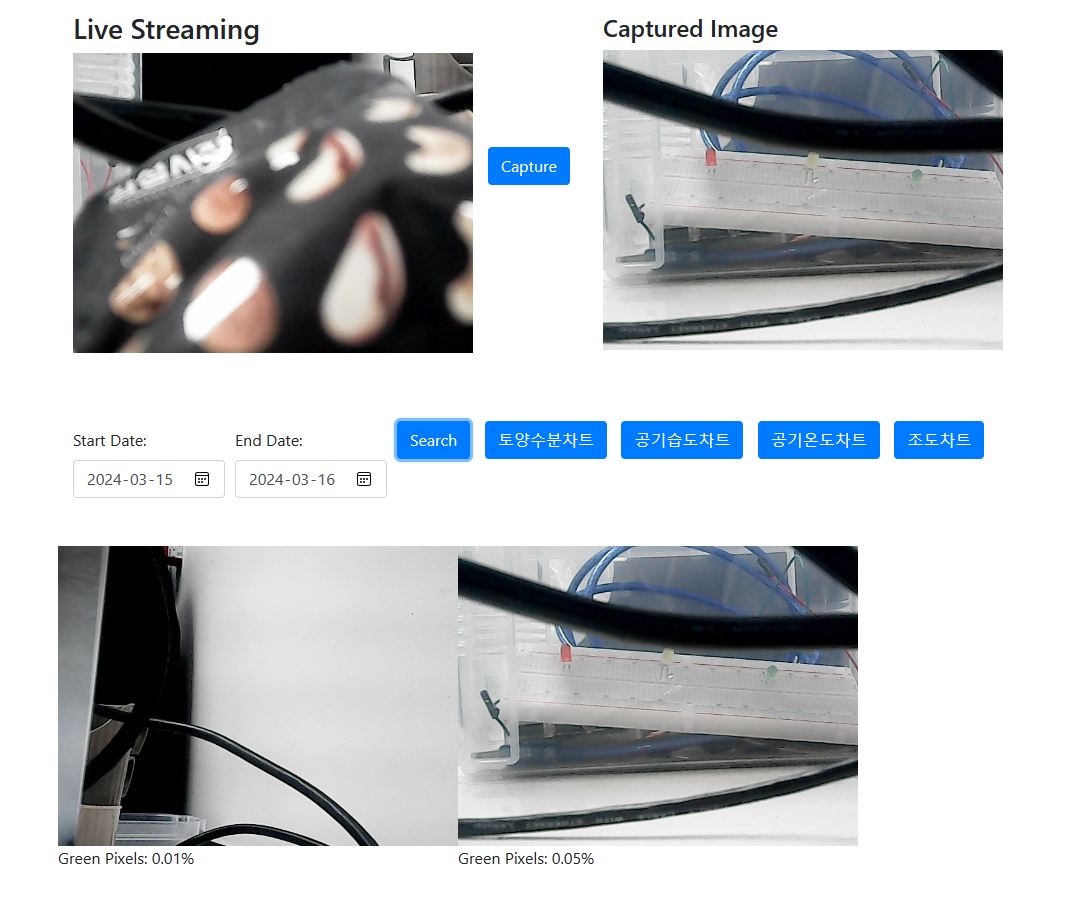 Live Streaming
Captured Image
Capture
Start Date:
End Date:
Search
토양수분차트
공기습도차트
공기온도차트
조도차트
2024-03-15
2024-03-16
Green Pixels: 0.01%
Green Pixels: 0.05%